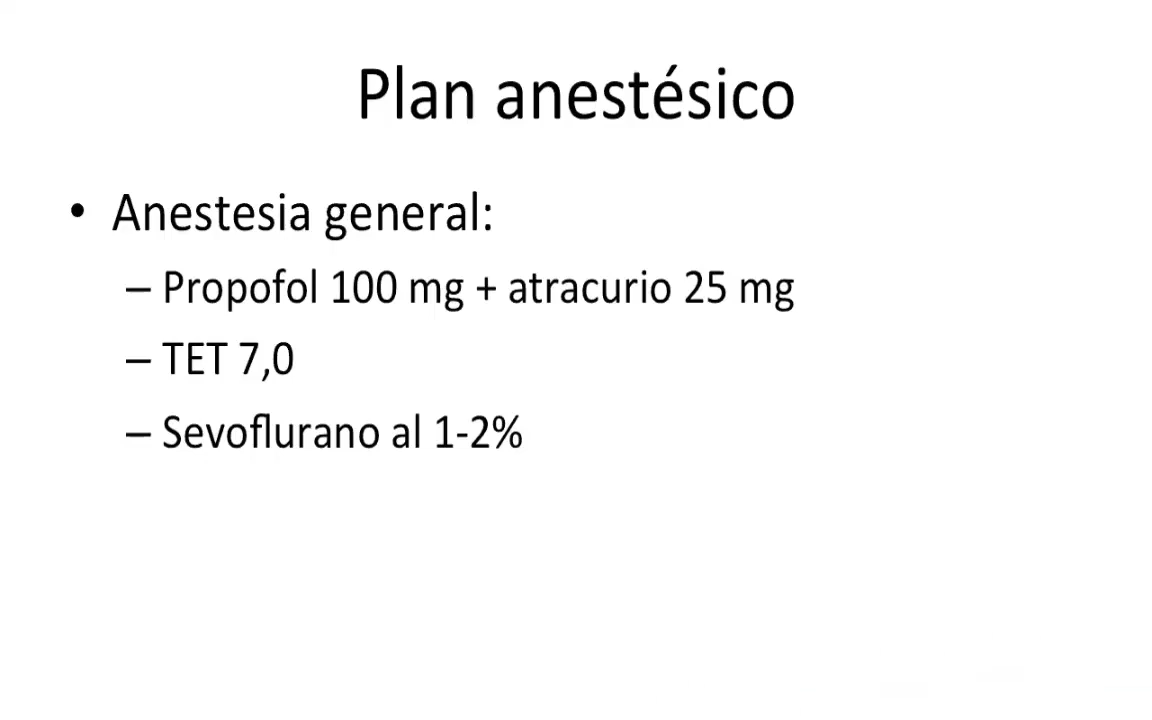 Plan anestésico
• Anestesia general:
– Propofol 100 mg + atracurio 25 mg
– TET 7,0
– Sevoflurano al 1-2%